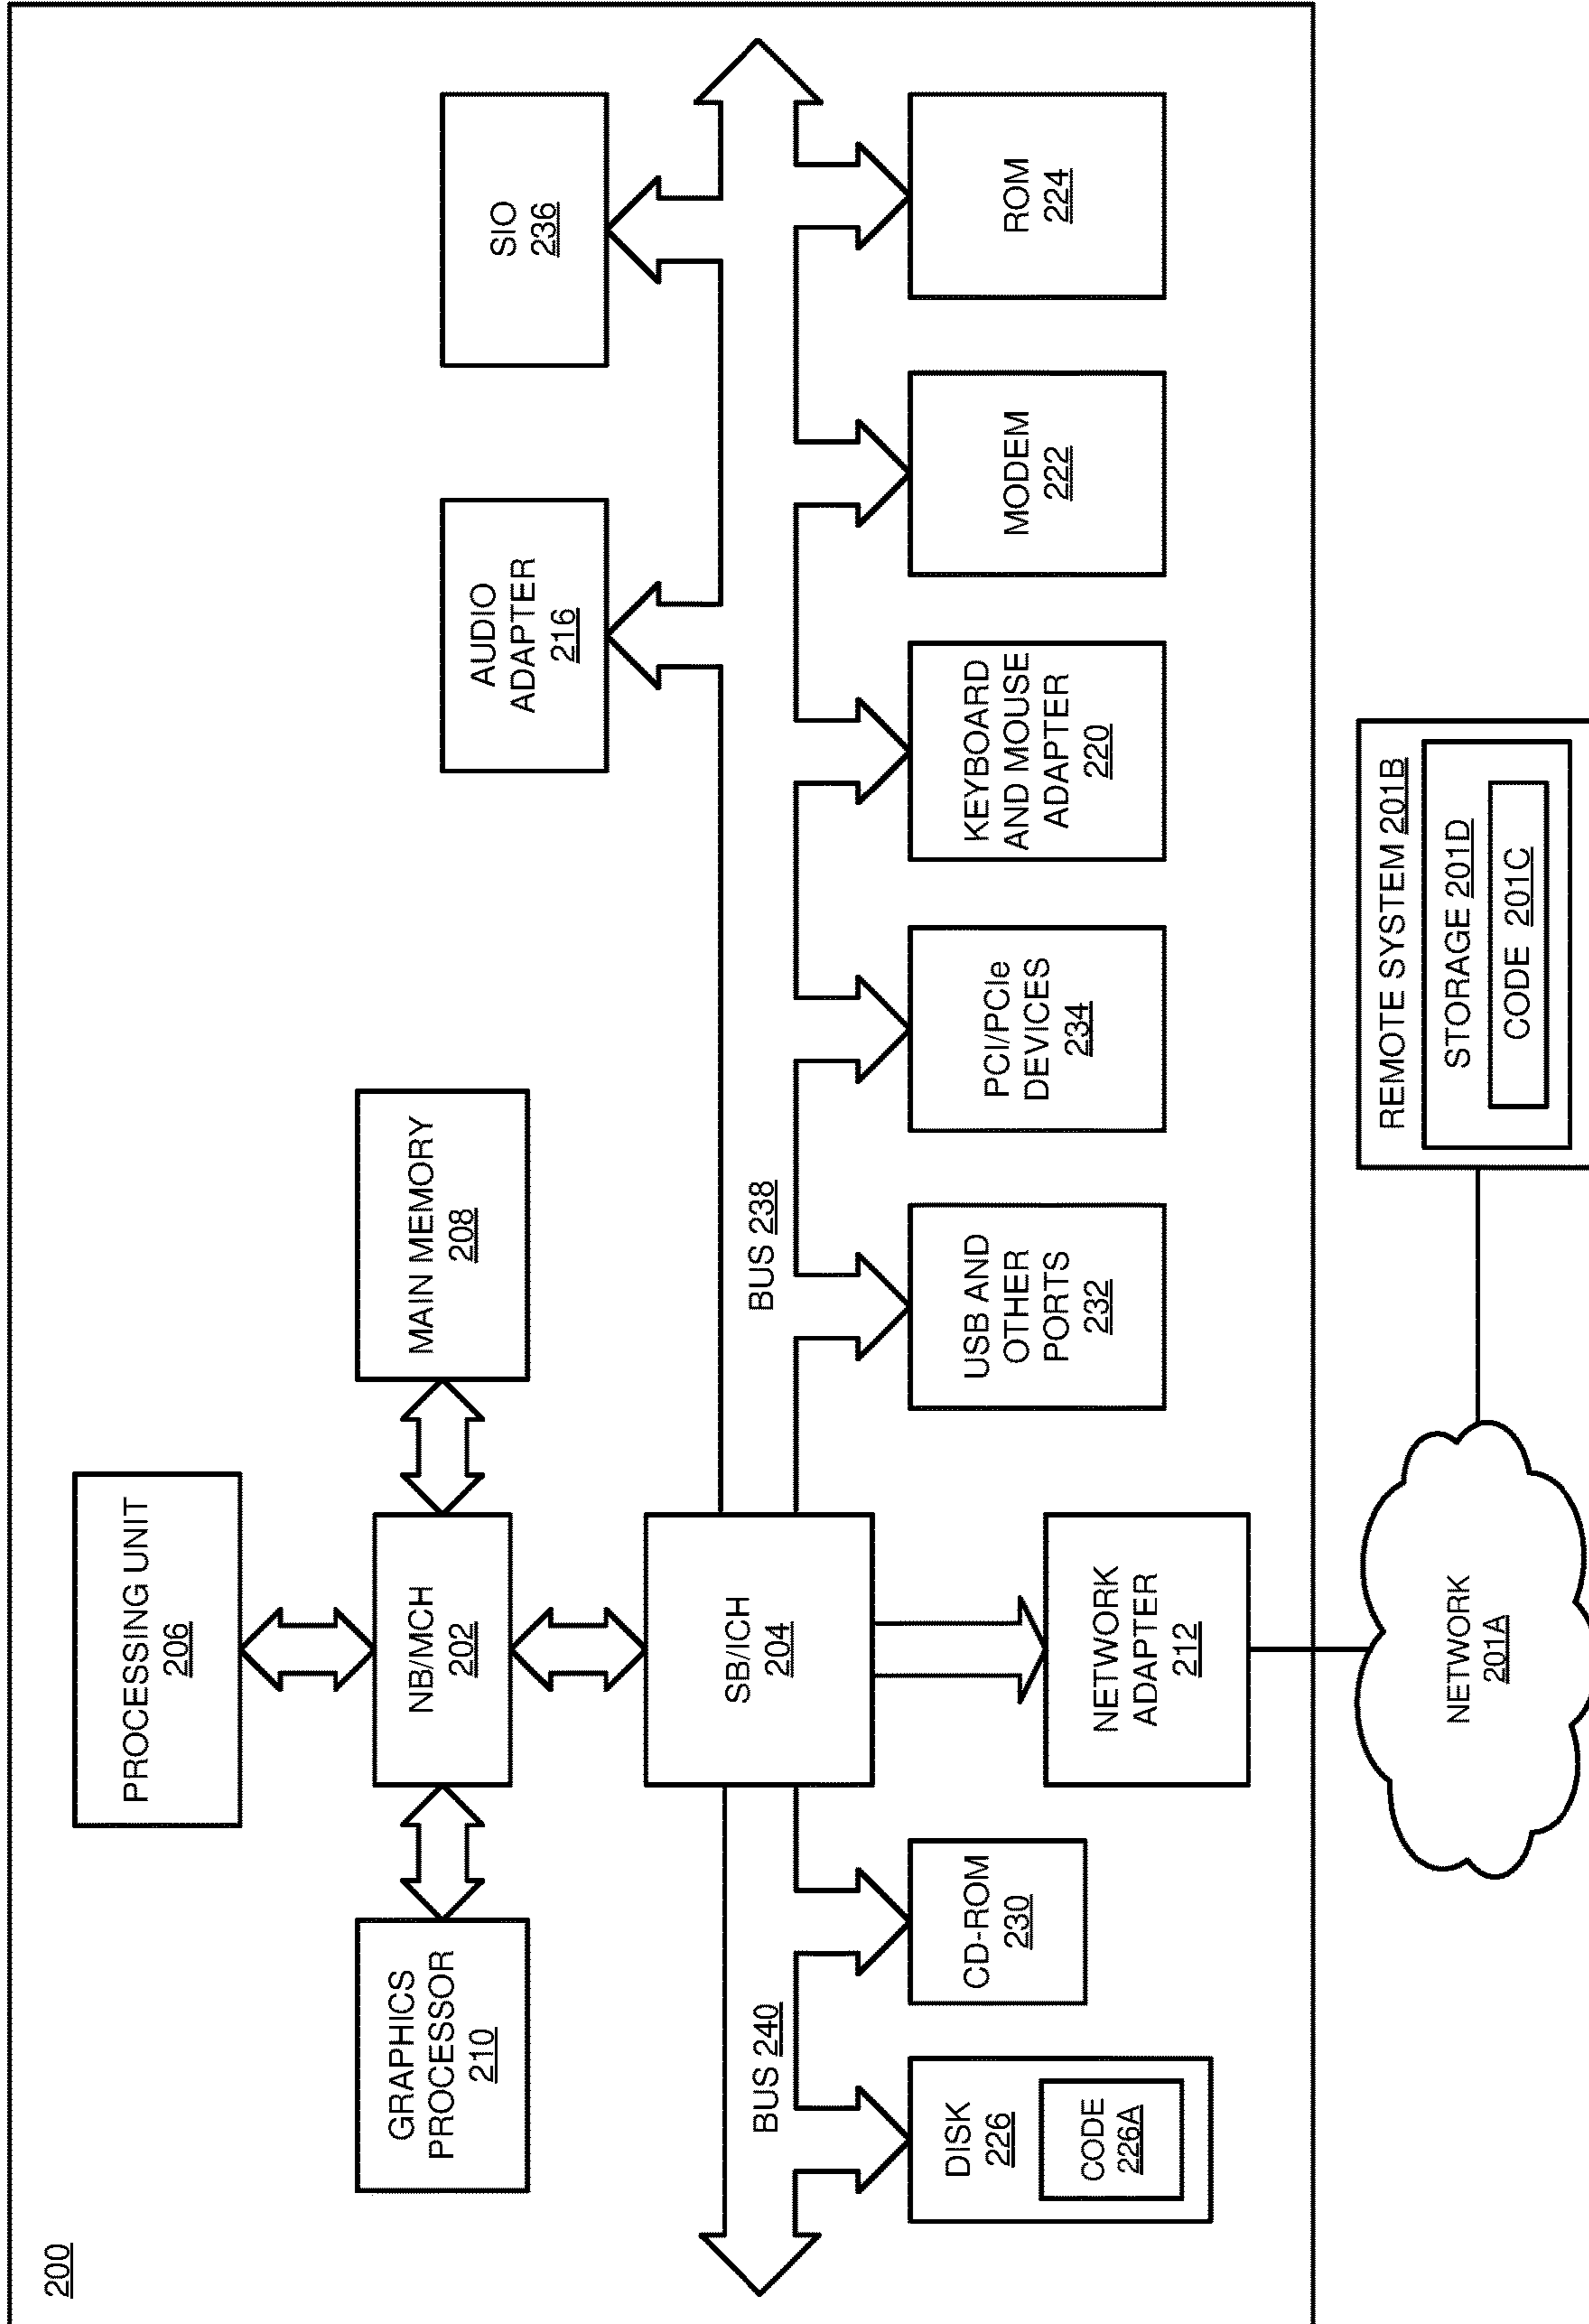 200
PROCESSING UNIT
206
GRAPHICS
PROCESSOR
210
NB/MCH
202
MAIN MEMORY
208
AUDIO
ADAPTER
216
SIO
236
SB/ICH
204
BUS 240
BUS 238
DISK
226
CODE
226A
CD-ROM
230
USB AND
OTHER
PORTS
232
PCI/PCIe
DEVICES
234
KEYBOARD
AND MOUSE
ADAPTER
220
MODEM
222
ROM
224
NETWORK
ADAPTER
212
NETWORK
201A
REMOTE SYSTEM 201B
STORAGE 201D
CODE 201C